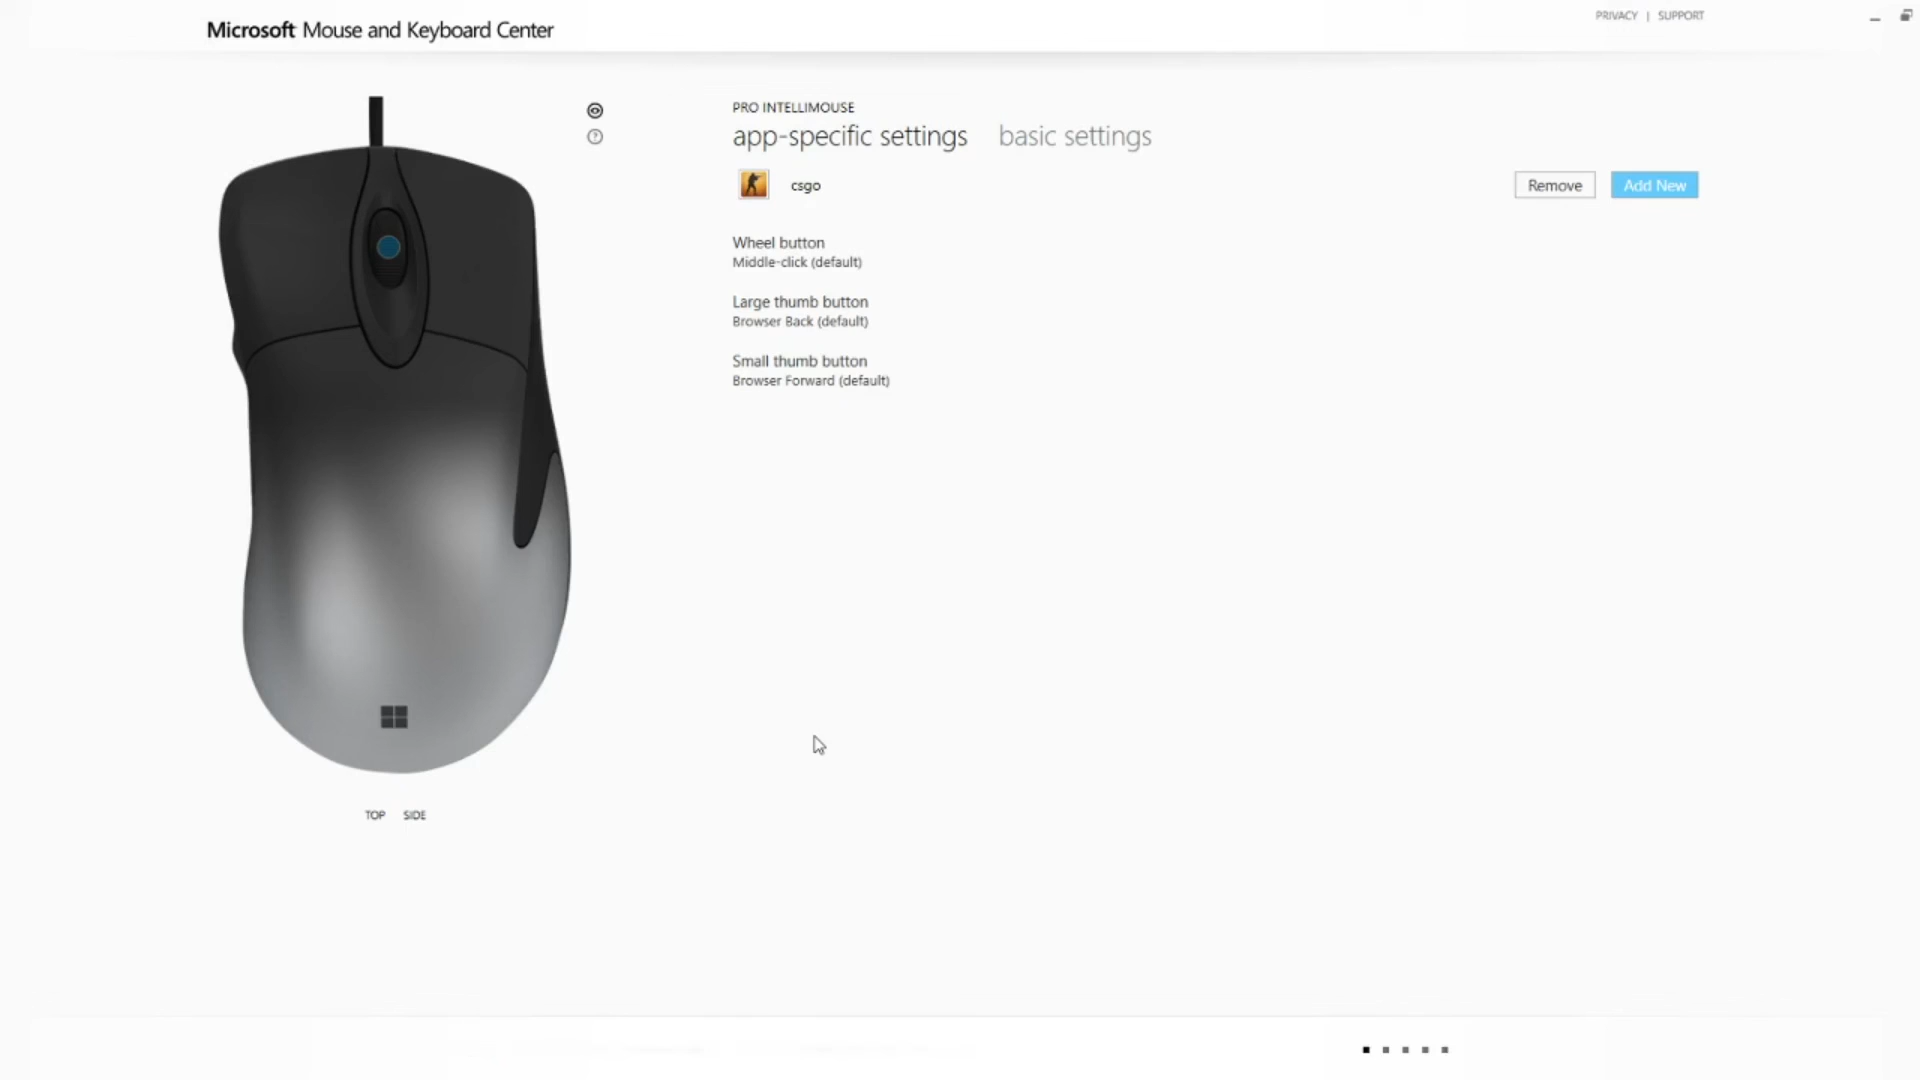 Microsoft Mouse and Keyboard Center
PRIVACY | SUPPORT
PRO INTELLIMOUSE
app-specific settings basic settings
csgo
Remove
Add New
Wheel button
Middle-click (default)
Large thumb button
Browser Back (default)
Small thumb button
Browser Forward (default)
TOP SIDE